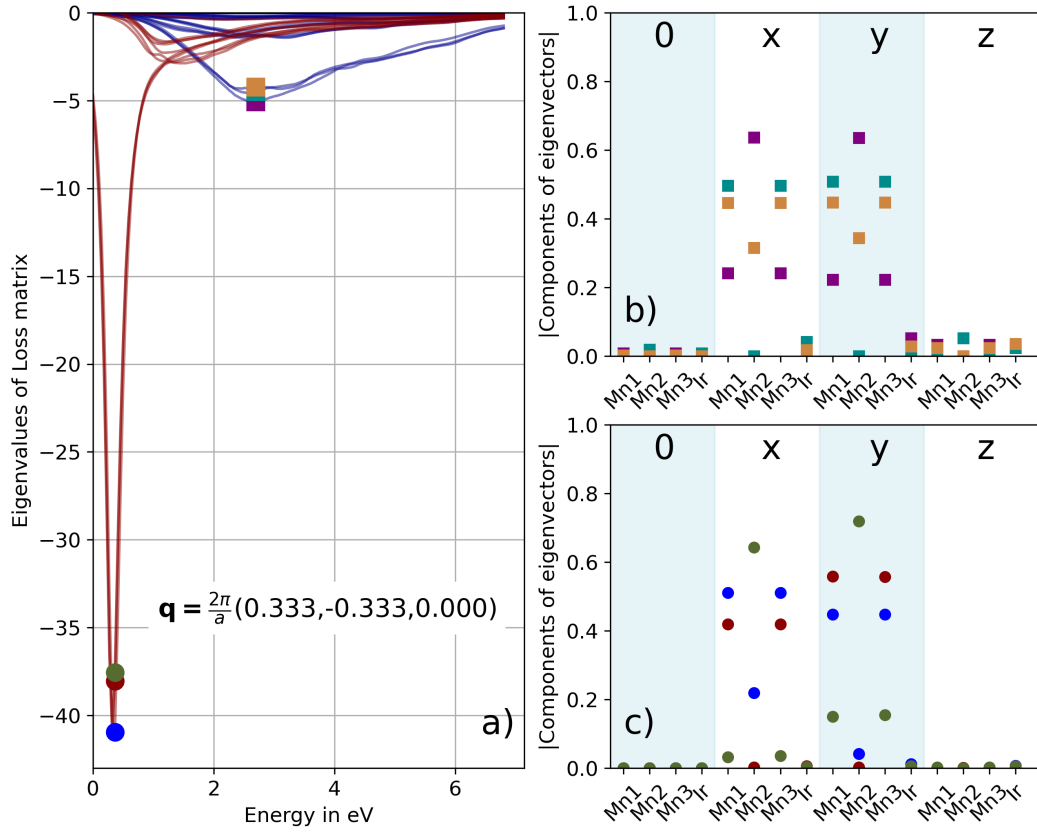 0
−5
−10
−15
−20
−25
−30
−35
−40
Eigenvalues of Loss matrix
q = 2π/a (0.333,-0.333,0.000)
a)
0 2 4 6
Energy in eV
1.0
0.8
0.6
0.4
0.2
0.0
|Components of eigenvectors|
0 x y z
b)
Mn1 Mn2 Mn3 Ir Mn1 Mn2 Mn3 Ir Mn1 Mn2 Mn3 Ir Mn1 Mn2 Mn3 Ir
1.0
0.8
0.6
0.4
0.2
0.0
|Components of eigenvectors|
0 x y z
c)
Mn1 Mn2 Mn3 Ir Mn1 Mn2 Mn3 Ir Mn1 Mn2 Mn3 Ir Mn1 Mn2 Mn3 Ir